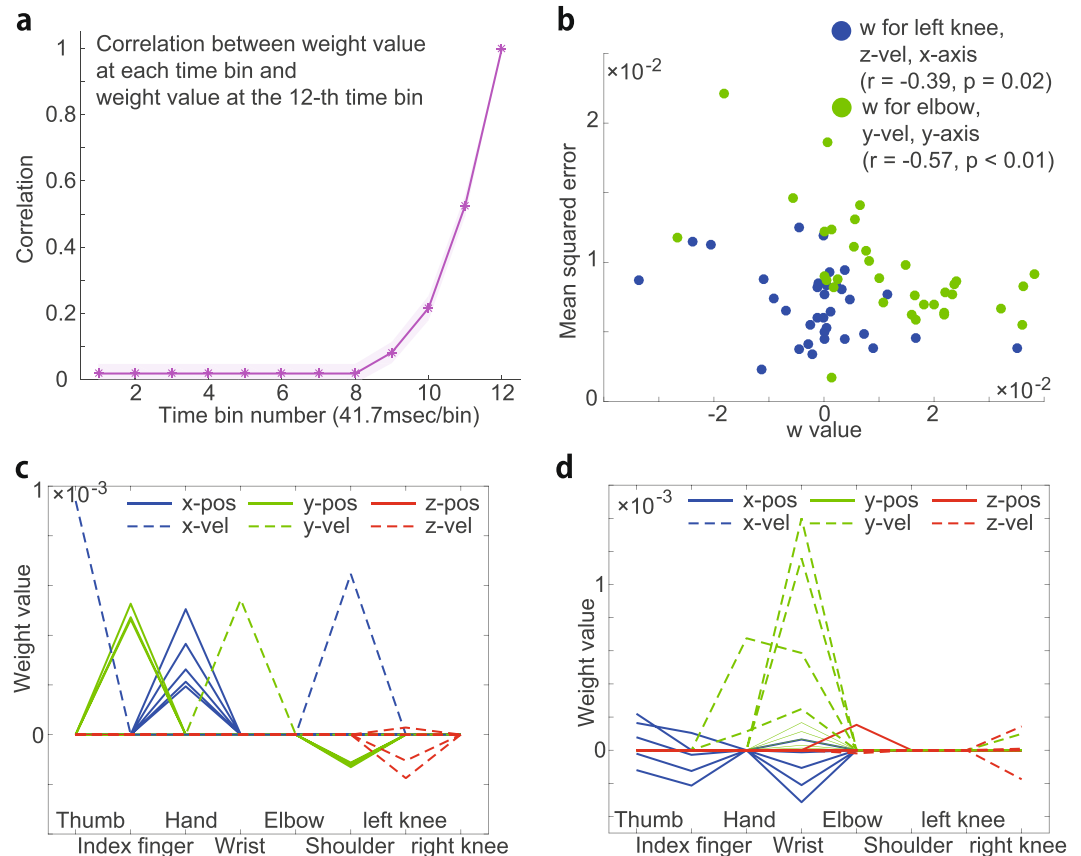 a
Correlation between weight value
at each time bin and
weight value at the 12-th time bin
1
0.8
0.6
0.4
0.2
0
Correlation
2 4 6 8 10 12
Time bin number (41.7msec/bin)
b
w for left knee,
z-vel, x-axis
(r = -0.39, p = 0.02)
w for elbow,
y-vel, y-axis
(r = -0.57, p < 0.01)
×10⁻²
2
1
0
Mean squared error
×10⁻²
-2 0 2
w value
c
1
×10⁻³
x-pos y-pos z-pos
x-vel y-vel z-vel
Weight value
0
Thumb Hand Elbow left knee
Index finger Wrist Shoulder right knee
d
×10⁻³
x-pos y-pos z-pos
x-vel y-vel z-vel
1
Weight value
0
Thumb Hand Elbow left knee
Index finger Wrist Shoulder right knee